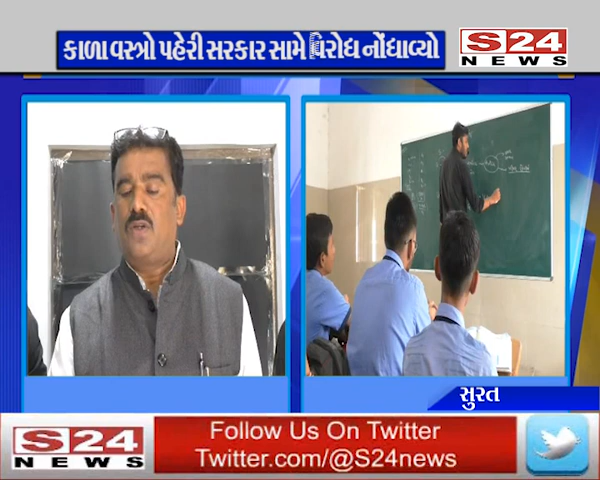 કાળા વસ્ત્રો પહેરી સરકાર સામે વિરોધ નોંધાવ્યો
S24
NEWS
સુરત
S24
NEWS
Follow Us On Twitter
Twitter.com/@S24news